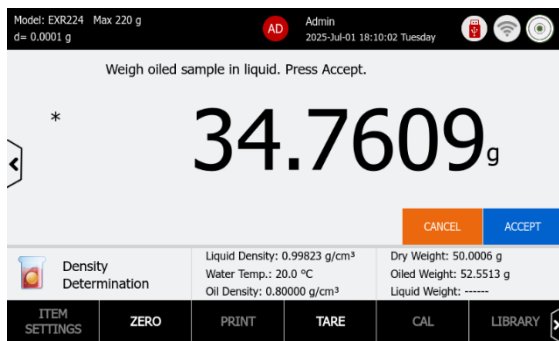 Model: EXR224 Max 220 g
d= 0.0001 g
AD
Admin
2025-Jul-01 18:10:02 Tuesday
Weigh oiled sample in liquid. Press Accept.
*
34.7609 g
CANCEL
ACCEPT
Density
Determination
Liquid Density: 0.99823 g/cm³
Water Temp.: 20.0 °C
Oil Density: 0.80000 g/cm³
Dry Weight: 50.0006 g
Oiled Weight: 52.5513 g
Liquid Weight: ------
ITEM
SETTINGS
ZERO
PRINT
TARE
CAL
LIBRARY